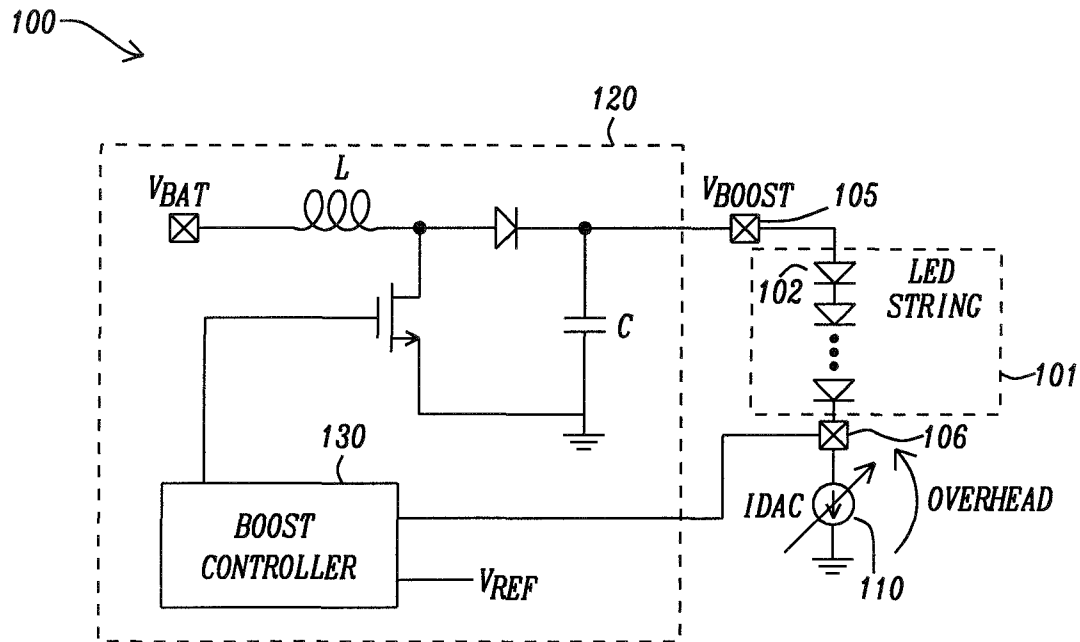 100
120
L
VBAT
VBOOST
105
102
LED
STRING
C
101
130
106
IDAC
OVERHEAD
BOOST
CONTROLLER
VREF
110